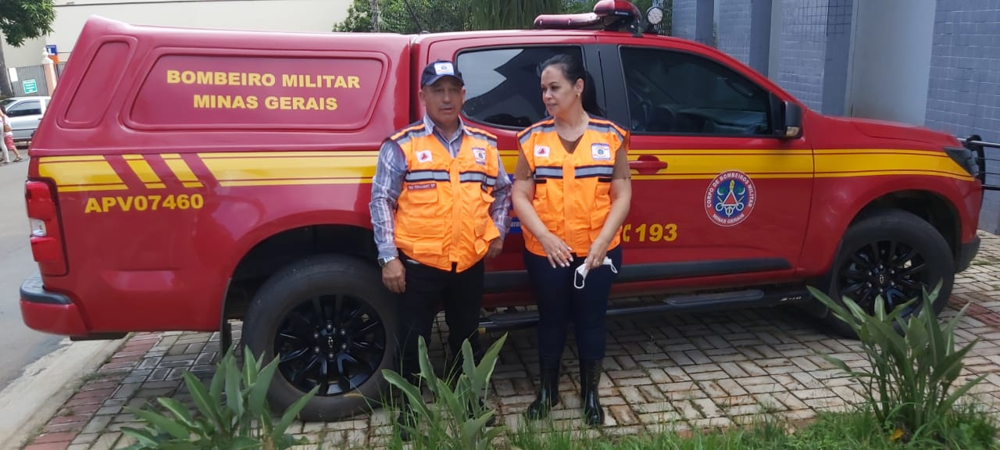 BOMBEIRO MILITAR
MINAS GERAIS
APV07460
193
CORPO DE BOMBEIROS MILITAR
MINAS GERAIS